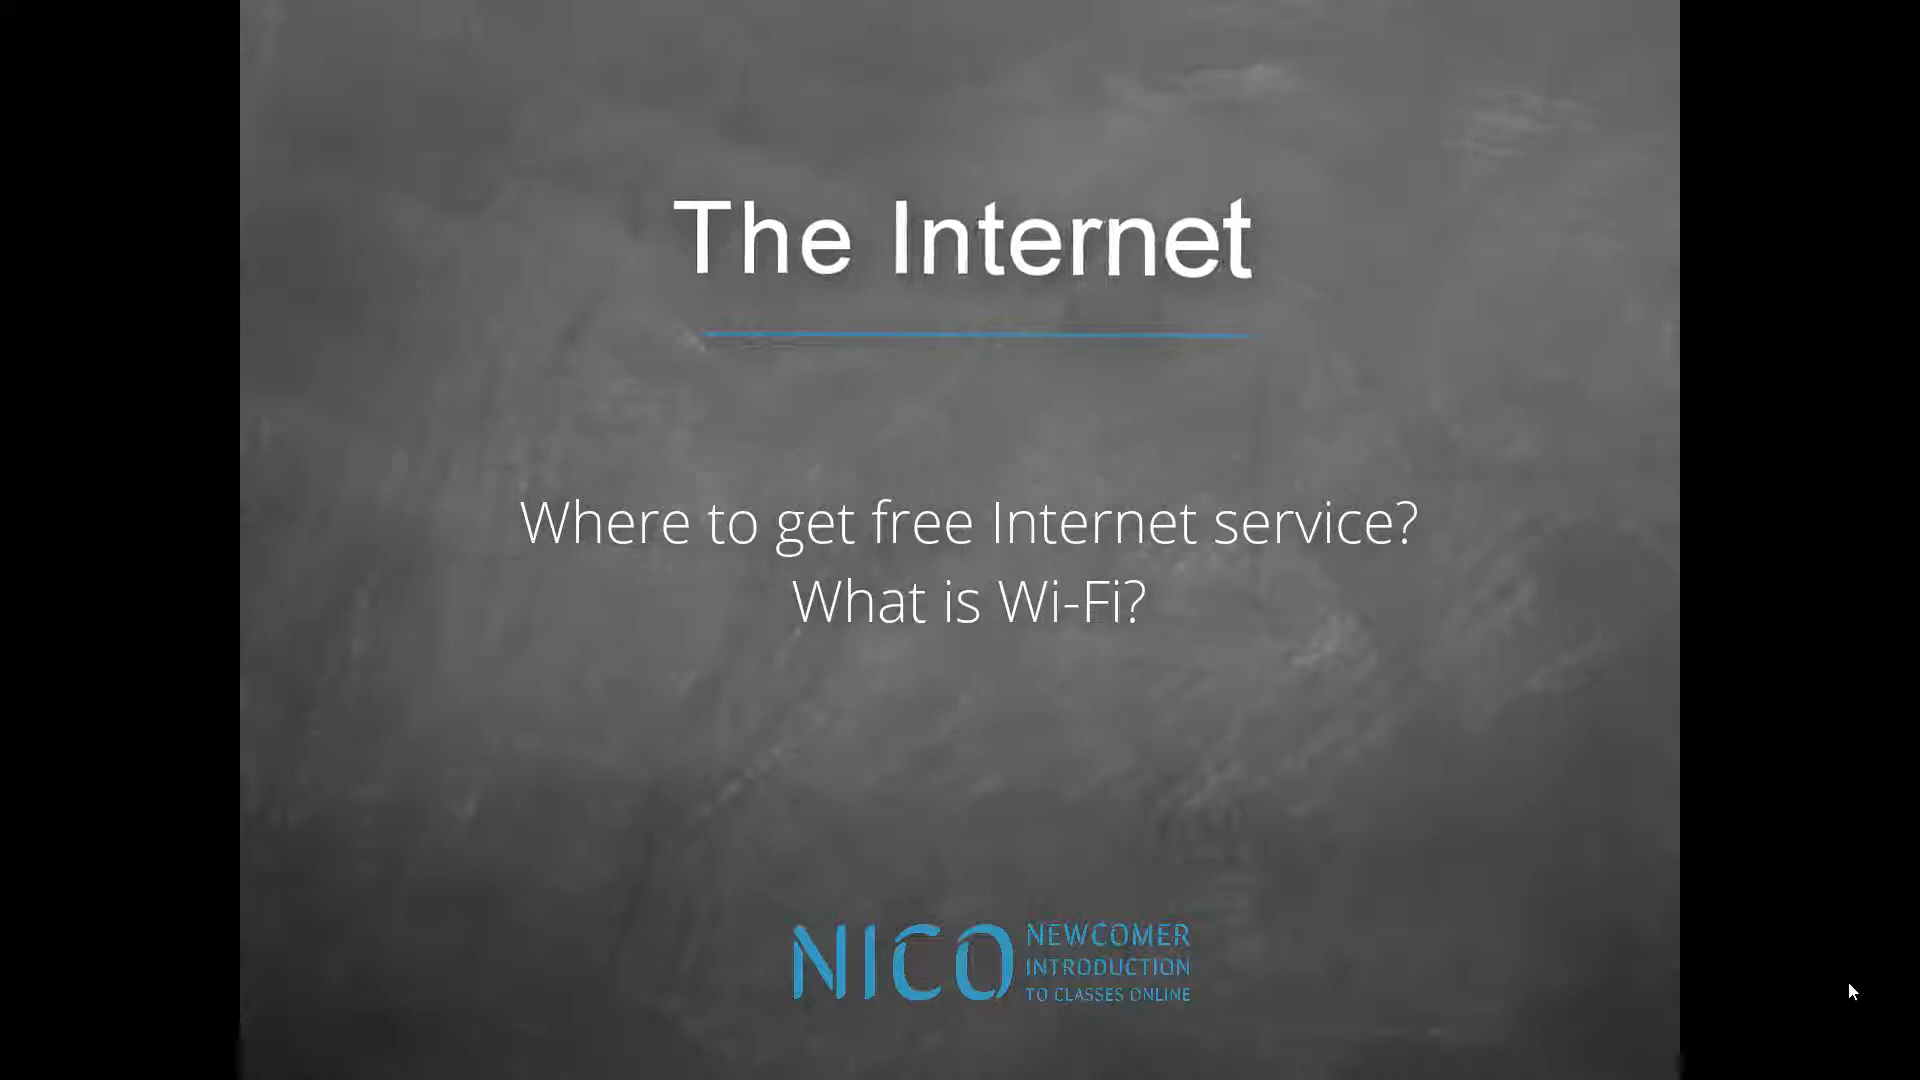 The Internet
Where to get free Internet service?
What is Wi-Fi?
NICO
NEWCOMER
INTRODUCTION
TO CLASSES ONLINE